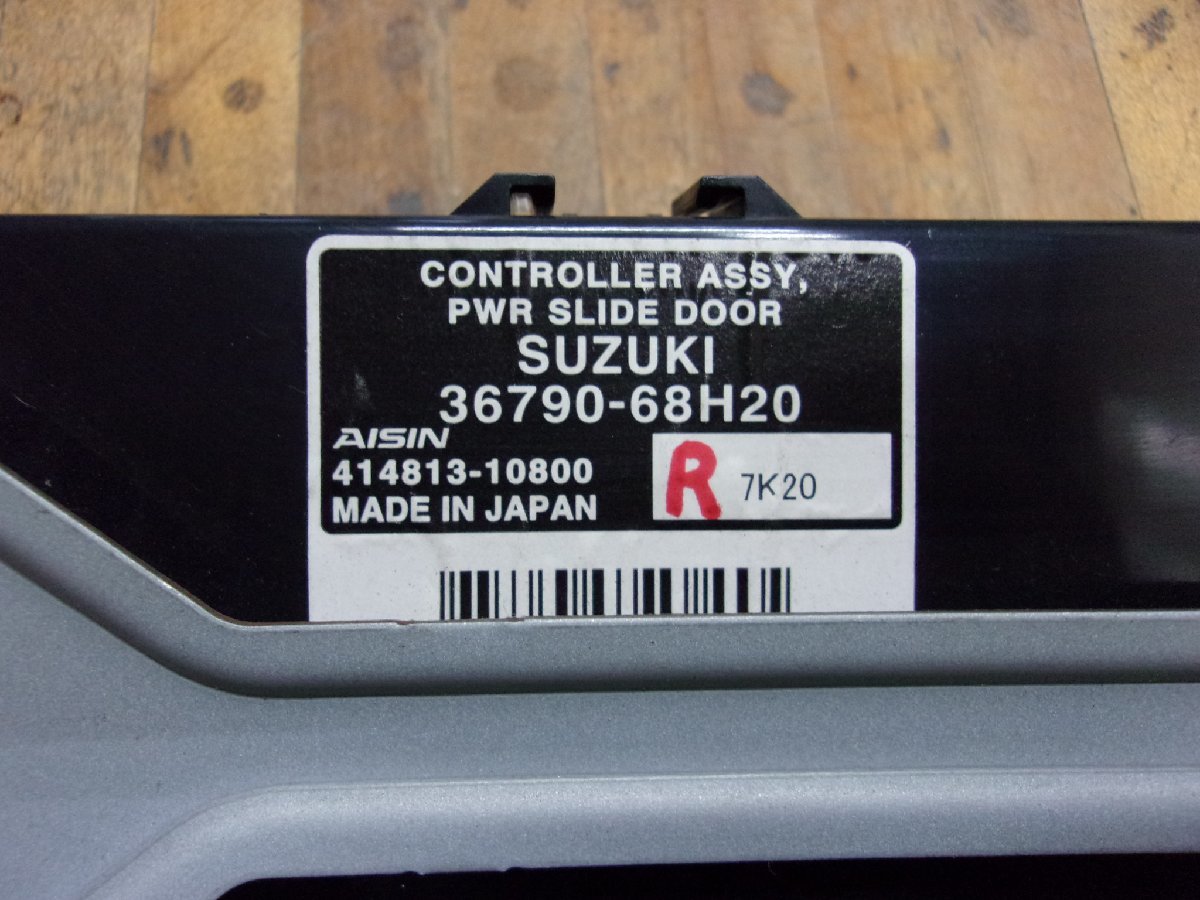 CONTROLLER ASSY,
PWR SLIDE DOOR
SUZUKI
36790-68H20
AISIN
414813-10800
MADE IN JAPAN
R 7K20